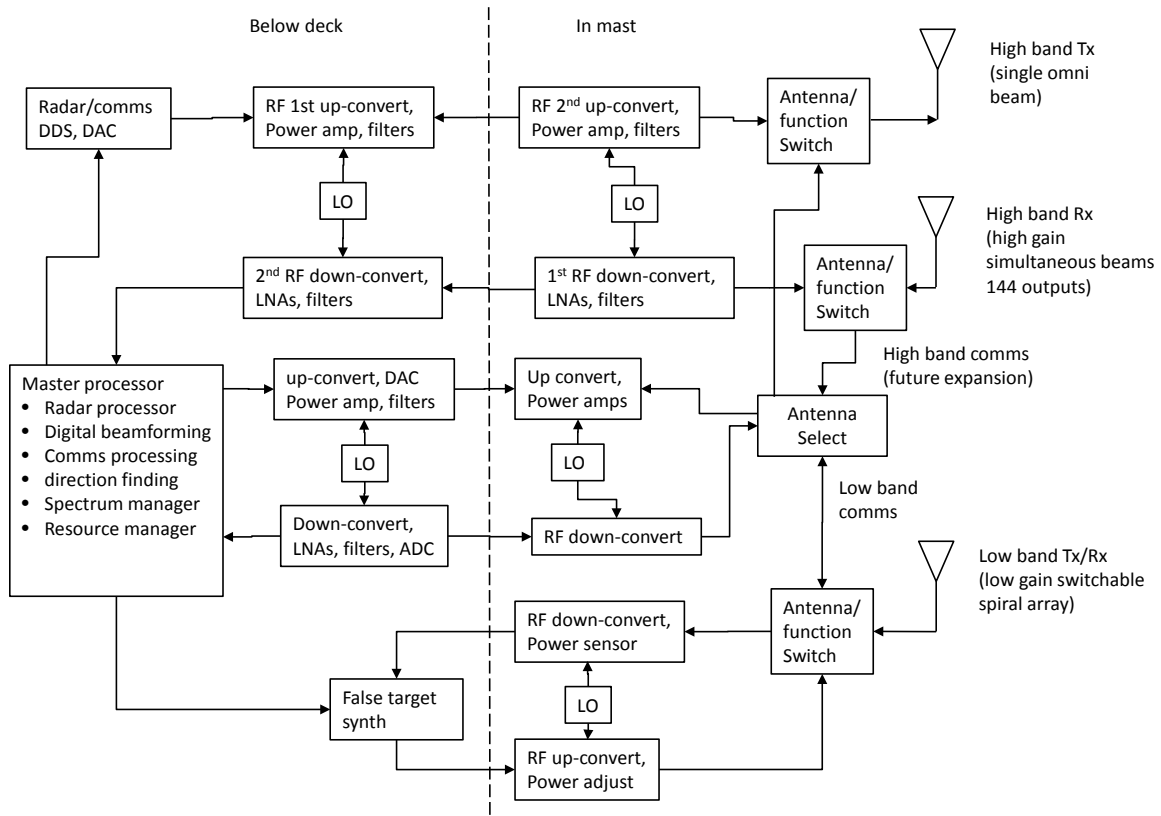 Below deck
In mast
High band Tx
(single omni
beam)
Radar/comms
DDS, DAC
RF 1st up-convert,
Power amp, filters
RF 2nd up-convert,
Power amp, filters
Antenna/
function
Switch
LO
LO
High band Rx
(high gain
simultaneous beams
144 outputs)
2nd RF down-convert,
LNAs, filters
1st RF down-convert,
LNAs, filters
Antenna/
function
Switch
High band comms
(future expansion)
Master processor
• Radar processor
• Digital beamforming
• Comms processing
• direction finding
• Spectrum manager
• Resource manager
up-convert, DAC
Power amp, filters
Up convert,
Power amps
Antenna
Select
LO
LO
Low band
comms
Down-convert,
LNAs, filters, ADC
RF down-convert
Low band Tx/Rx
(low gain switchable
spiral array)
Antenna/
function
Switch
RF down-convert,
Power sensor
False target
synth
LO
RF up-convert,
Power adjust